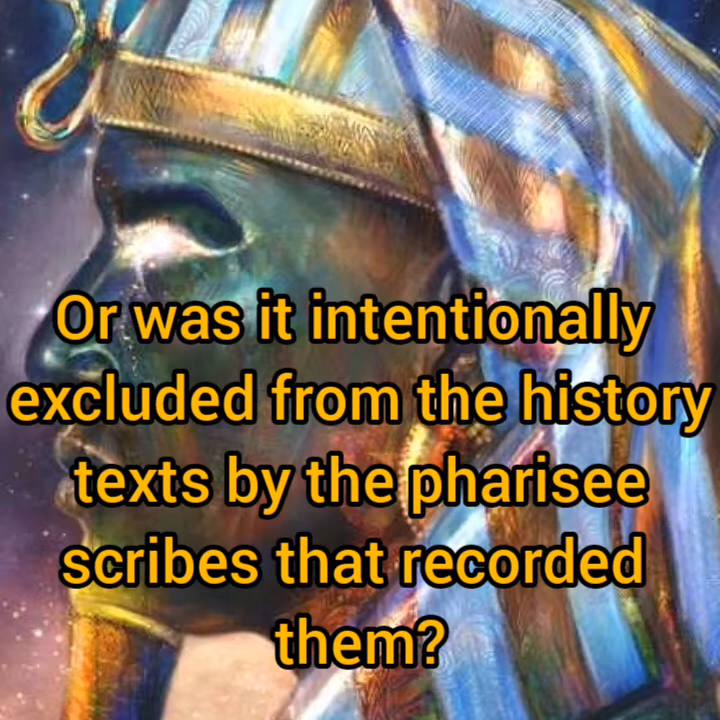 Or was it intentionally
excluded from the history
texts by the pharisee
scribes that recorded
them?